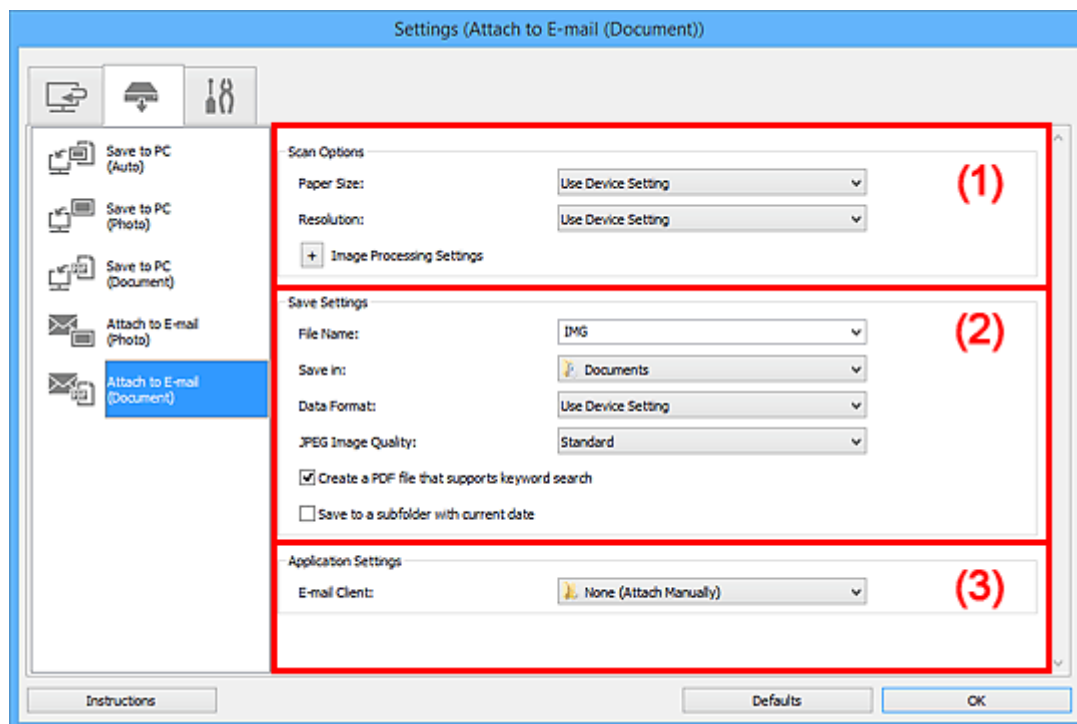 Settings (Attach to E-mail (Document))
Save to PC
(Auto)
Save to PC
(Photo)
Save to PC
(Document)
Attach to E-mail
(Photo)
Attach to E-mail
(Document)
Scan Options
(1)
Paper Size: Use Device Setting
Resolution: Use Device Setting
+ Image Processing Settings
Save Settings
(2)
File Name: IMG
Save in: Documents
Data Format: Use Device Setting
JPEG Image Quality: Standard
Create a PDF file that supports keyword search
Save to a subfolder with current date
Application Settings
(3)
E-mail Client: None (Attach Manually)
Instructions Defaults OK